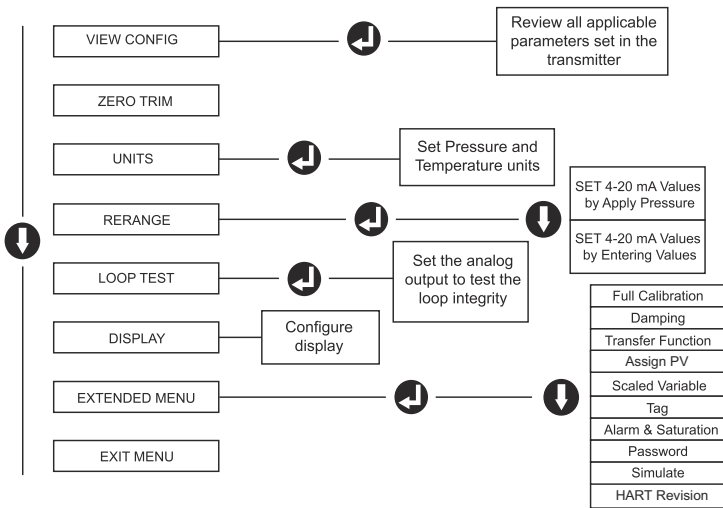 VIEW CONFIG
Review all applicable
parameters set in the
transmitter
ZERO TRIM
UNITS
Set Pressure and
Temperature units
RERANGE
SET 4-20 mA Values
by Apply Pressure
SET 4-20 mA Values
by Entering Values
LOOP TEST
Set the analog
output to test the
loop integrity
DISPLAY
Configure
display
EXTENDED MENU
Full Calibration
Damping
Transfer Function
Assign PV
Scaled Variable
Tag
Alarm & Saturation
Password
Simulate
HART Revision
EXIT MENU